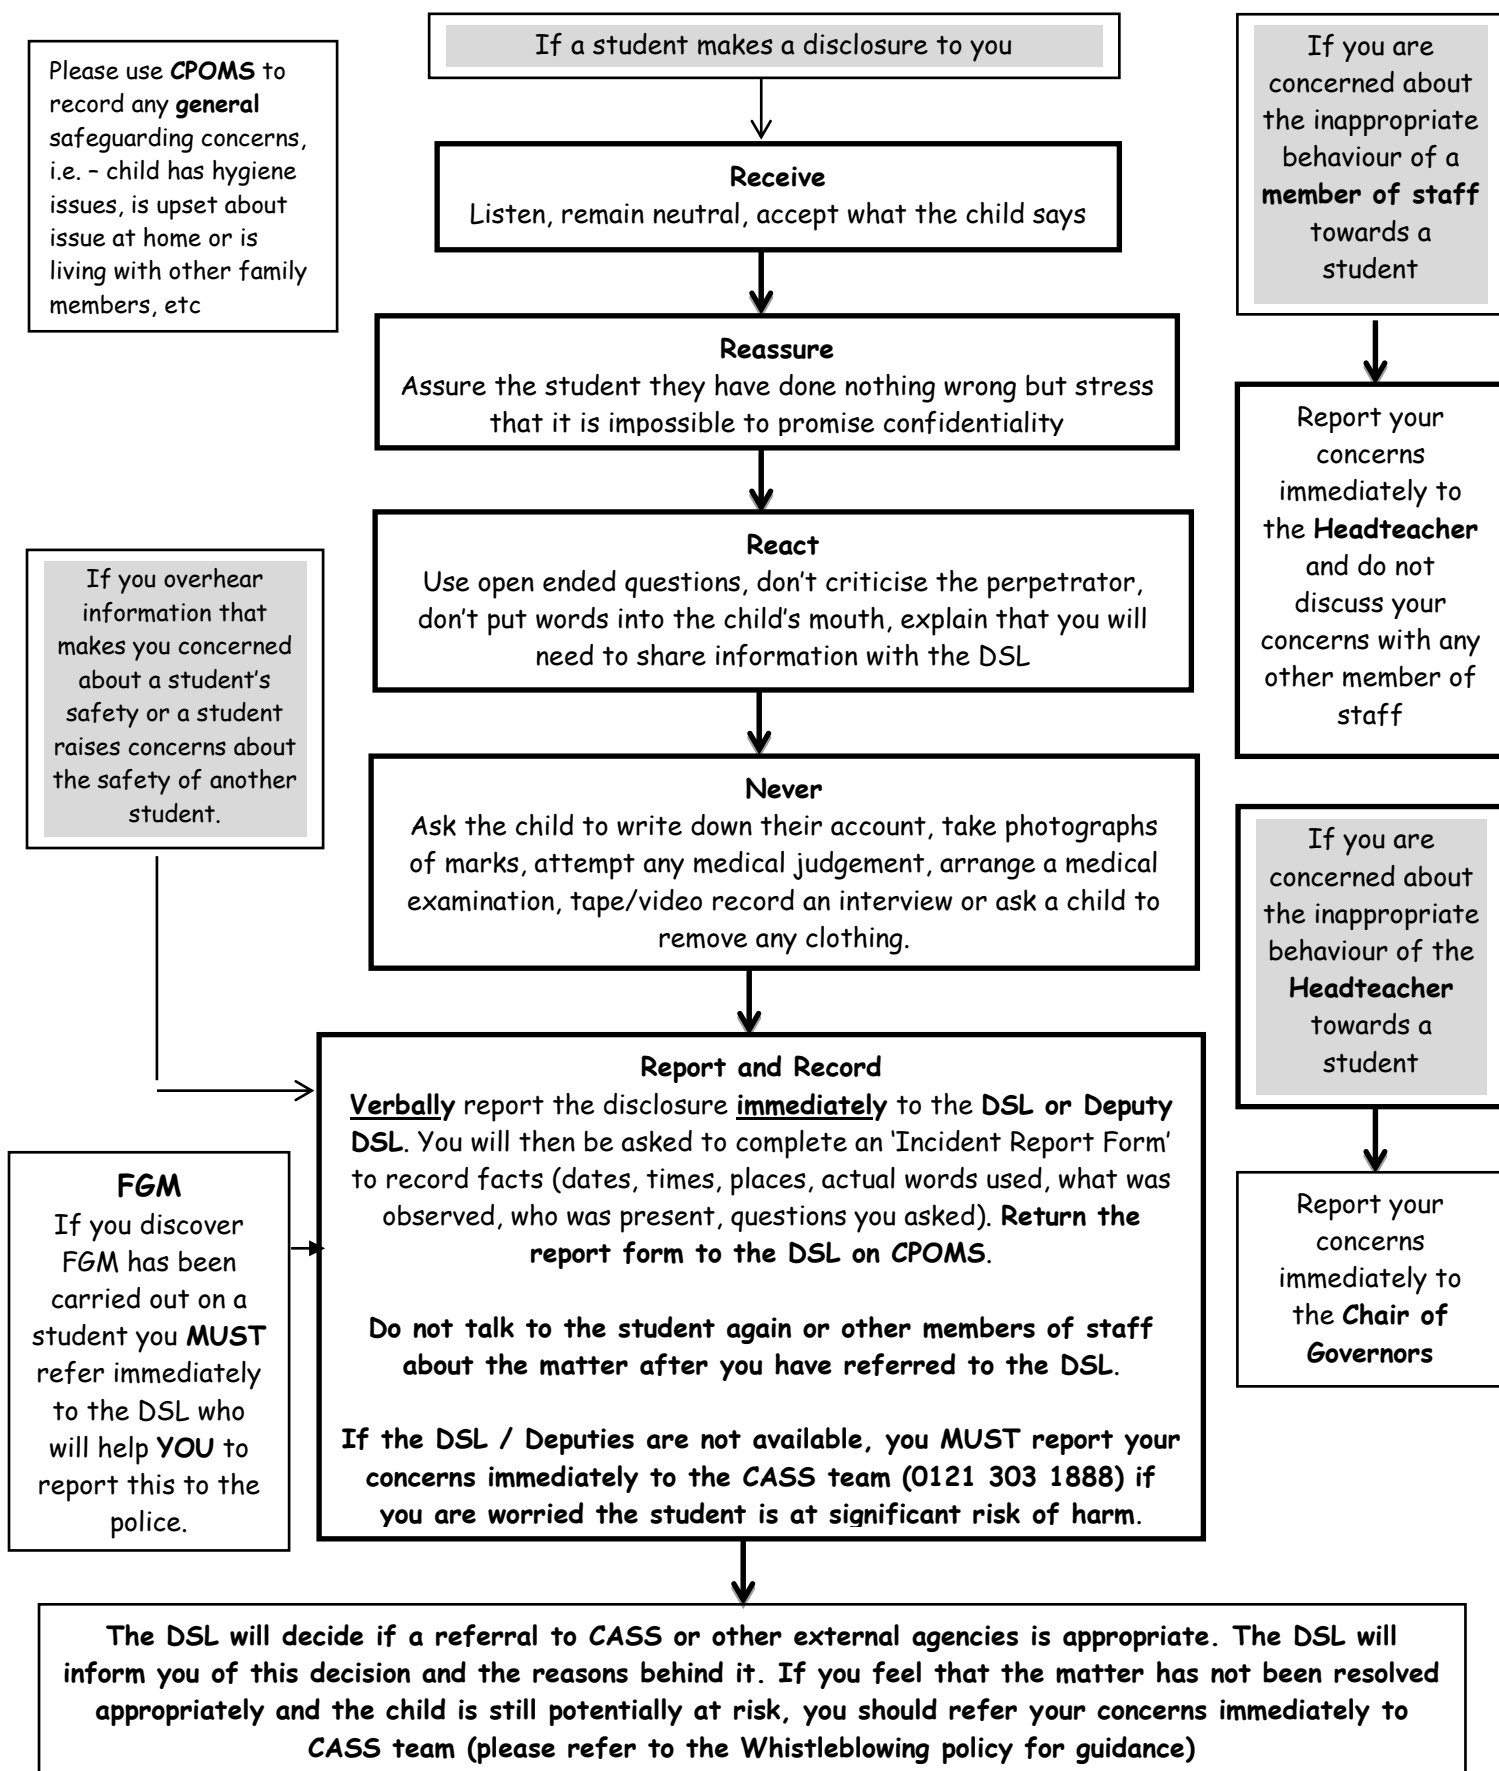 If a student makes a disclosure to you
Please use CPOMS to
record any general
safeguarding concerns,
i.e. – child has hygiene
issues, is upset about
issue at home or is
living with other family
members, etc
Receive
Listen, remain neutral, accept what the child says
Reassure
Assure the student they have done nothing wrong but stress
that it is impossible to promise confidentiality
React
Use open ended questions, don't criticise the perpetrator,
don't put words into the child's mouth, explain that you will
need to share information with the DSL
If you overhear
information that
makes you concerned
about a student's
safety or a student
raises concerns about
the safety of another
student.
Never
Ask the child to write down their account, take photographs
of marks, attempt any medical judgement, arrange a medical
examination, tape/video record an interview or ask a child to
remove any clothing.
Report and Record
Verbally report the disclosure immediately to the DSL or Deputy
DSL. You will then be asked to complete an 'Incident Report Form'
to record facts (dates, times, places, actual words used, what was
observed, who was present, questions you asked). Return the
report form to the DSL on CPOMS.
Do not talk to the student again or other members of staff
about the matter after you have referred to the DSL.
If the DSL / Deputies are not available, you MUST report your
concerns immediately to the CASS team (0121 303 1888) if
you are worried the student is at significant risk of harm.
FGM
If you discover
FGM has been
carried out on a
student you MUST
refer immediately
to the DSL who
will help YOU to
report this to the
police.
If you are
concerned about
the inappropriate
behaviour of a
member of staff
towards a
student
Report your
concerns
immediately to
the Headteacher
and do not
discuss your
concerns with any
other member of
staff
If you are
concerned about
the inappropriate
behaviour of the
Headteacher
towards a
student
Report your
concerns
immediately to
the Chair of
Governors
The DSL will decide if a referral to CASS or other external agencies is appropriate. The DSL will
inform you of this decision and the reasons behind it. If you feel that the matter has not been resolved
appropriately and the child is still potentially at risk, you should refer your concerns immediately to
CASS team (please refer to the Whistleblowing policy for guidance)